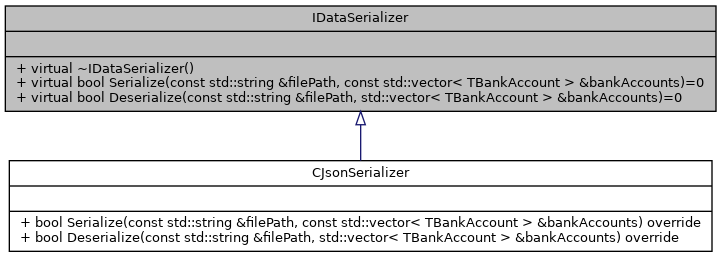 IDataSerializer
+ virtual ~IDataSerializer()
+ virtual bool Serialize(const std::string &filePath, const std::vector< TBankAccount > &bankAccounts)=0
+ virtual bool Deserialize(const std::string &filePath, std::vector< TBankAccount > &bankAccounts)=0
CJsonSerializer
+ bool Serialize(const std::string &filePath, const std::vector< TBankAccount > &bankAccounts) override
+ bool Deserialize(const std::string &filePath, std::vector< TBankAccount > &bankAccounts) override